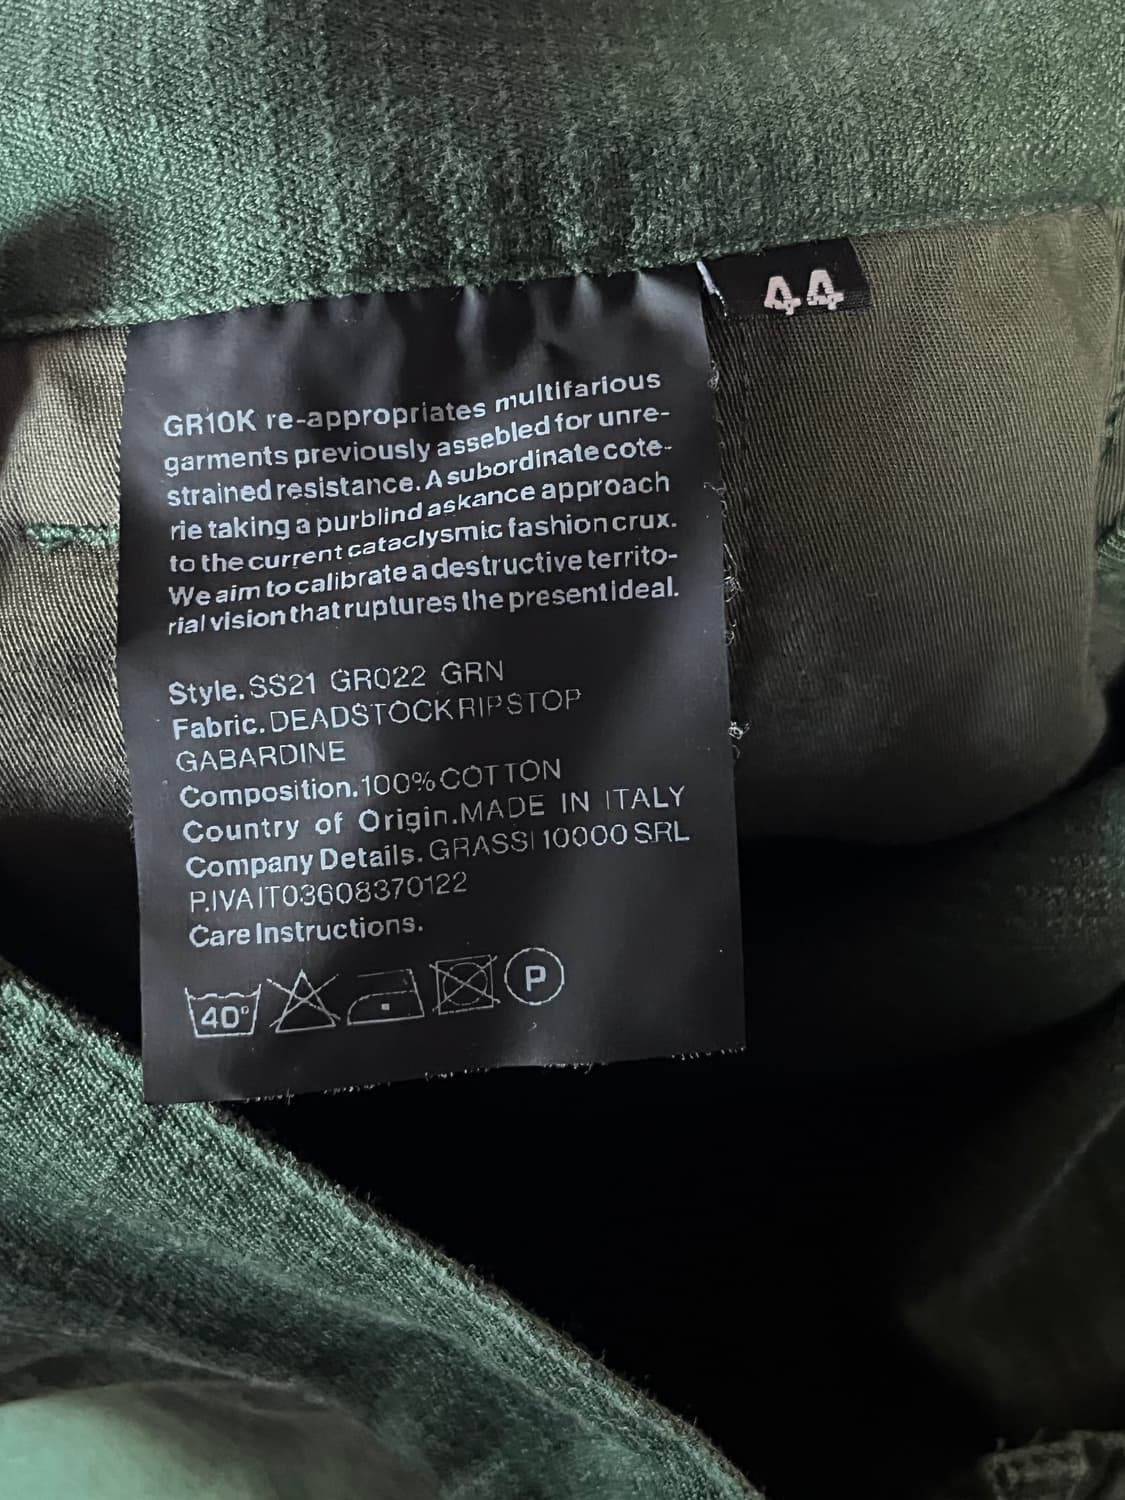 44
GR10K re-appropriates multifarious
garments previously assebled for unre-
strained resistance. A subordinate cote-
rie taking a purblind askance approach
to the current cataclysmic fashion crux.
We aim to calibrate a destructive territo-
rial vision that ruptures the present ideal.
Style. SS21 GR022 GRN
Fabric. DEADSTOCK RIPSTOP
GABARDINE
Composition. 100% COTTON
Country of Origin. MADE IN ITALY
Company Details. GRASSI 10000 SRL
P.IVA IT03608370122
Care Instructions.
40° P